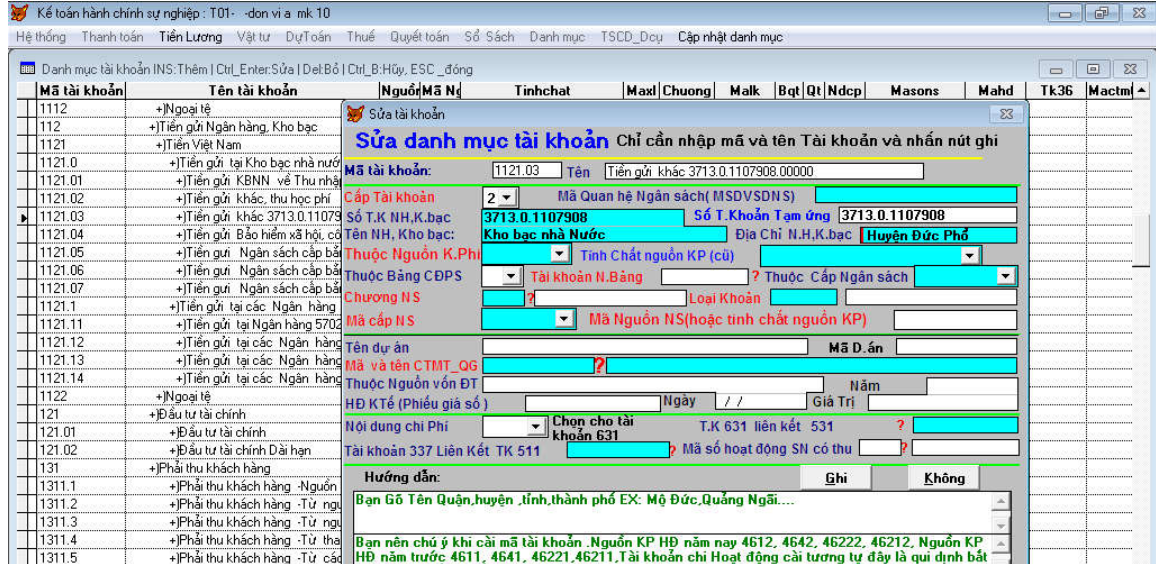 Kế toán hành chính sự nghiệp : T01- -don vi a mk 10
Hệ thống Thanh toán Tiền Lương Vật tư DựToán Thuế Quyết toán Sổ Sách Danh mục TSCD_Dcụ Cập nhật danh mục
Danh mục tài khoản INS:Thêm | Ctrl_Enter:Sửa | Del:Bỏ | Ctrl_B:Hũy, ESC _đóng
Mã tài khoản Tên tài khoản Nguồn Mã Ng Tinhchat Maxl Chuong Malk Bqt Qt Ndcp Masons Mahd Tk36 Mactml
1112 +)Ngoại tệ
112 +)Tiền gửi Ngân hàng, Kho bạc
1121 +)Tiền Việt Nam
1121.0 +)Tiền gửi tại Kho bạc nhà nướ
1121.01 +)Tiền gửi KBNN về Thu nhậ
1121.02 +)Tiền gửi khác, thu học phí
1121.03 +)Tiền gửi khác 3713.0.11079
1121.04 +)Tiền gửi Bảo hiểm xã hội, cô
1121.05 +)Tiền gưi Ngân sách cấp bằ
1121.06 +)Tiền gưi Ngân sách cấp bằ
1121.07 +)Tiền gưi Ngân sách cấp bằ
1121.1 +)Tiền gửi tại các Ngân hàng
1121.11 +)Tiền gửi tại Ngân hàng 5702
1121.12 +)Tiền gửi tại các Ngân hàng
1121.13 +)Tiền gửi tại các Ngân hàng
1121.14 +)Tiền gửi tại các Ngân hàng
1122 +)Ngoại tệ
121 +)Đầu tư tài chính
121.01 +)Đầu tư tài chính
121.02 +)Đầu tư tài chính Dài hạn
131 +)Phải thu khách hàng
1311.1 +)Phải thu khách hàng -Nguồn
1311.2 +)Phải thu khách hàng -Từ ngu
1311.3 +)Phải thu khách hàng -Từ ngu
1311.4 +)Phải thu khách hàng -Từ tha
1311.5 +)Phải thu khách hàng -Từ các
Sửa tài khoản
Sửa danh mục tài khoản Chỉ cần nhập mã và tên Tài khoản và nhấn nút ghi
Mã tài khoản: 1121.03 Tên Tiền gửi khác 3713.0.1107908.00000
Cấp Tài khoản 2 Mã Quan hệ Ngân sách( MSDVSDNS)
Số T.K NH,K.bạc 3713.0.1107908 Số T.Khoản Tạm ứng 3713.0.1107908
Tên NH, Kho bạc: Kho bạc nhà Nước Địa Chỉ N.H,K.bạc Huyện Đức Phổ
Thuộc Nguồn K.Phí Tính Chất nguồn KP (cũ)
Thuộc Bảng CĐPS Tài khoản N.Bảng ? Thuộc Cấp Ngân sách
Chương NS ? Loại Khoản
Mã cấp NS Mã Nguồn NS(hoặc tinh chất nguồn KP)
Tên dự án Mã D.án
Mã và tên CTMT_QG ?
Thuộc Nguồn vốn ĐT Năm
HĐ KTế (Phiếu giá số ) Ngày / / Giá Trị
Nội dung chi Phí Chọn cho tài khoản 631 T.K 631 liên kết 531 ?
Tài khoản 337 Liên Kết TK 511 ? Mã số hoạt động SN có thu ?
Hướng dẫn: Ghi Không
Bạn Gõ Tên Quận,huyện ,tỉnh,thành phố EX: Mộ Đức,Quảng Ngãi....
Bạn nên chú ý khi cài mã tài khoản .Nguồn KP HĐ năm nay 4612, 4642, 46222, 46212, Nguồn KP
HĐ năm trước 4611, 4641, 46221,46211,Tài khoản chi Hoạt động cài tương tự đây là qui dịnh bắt